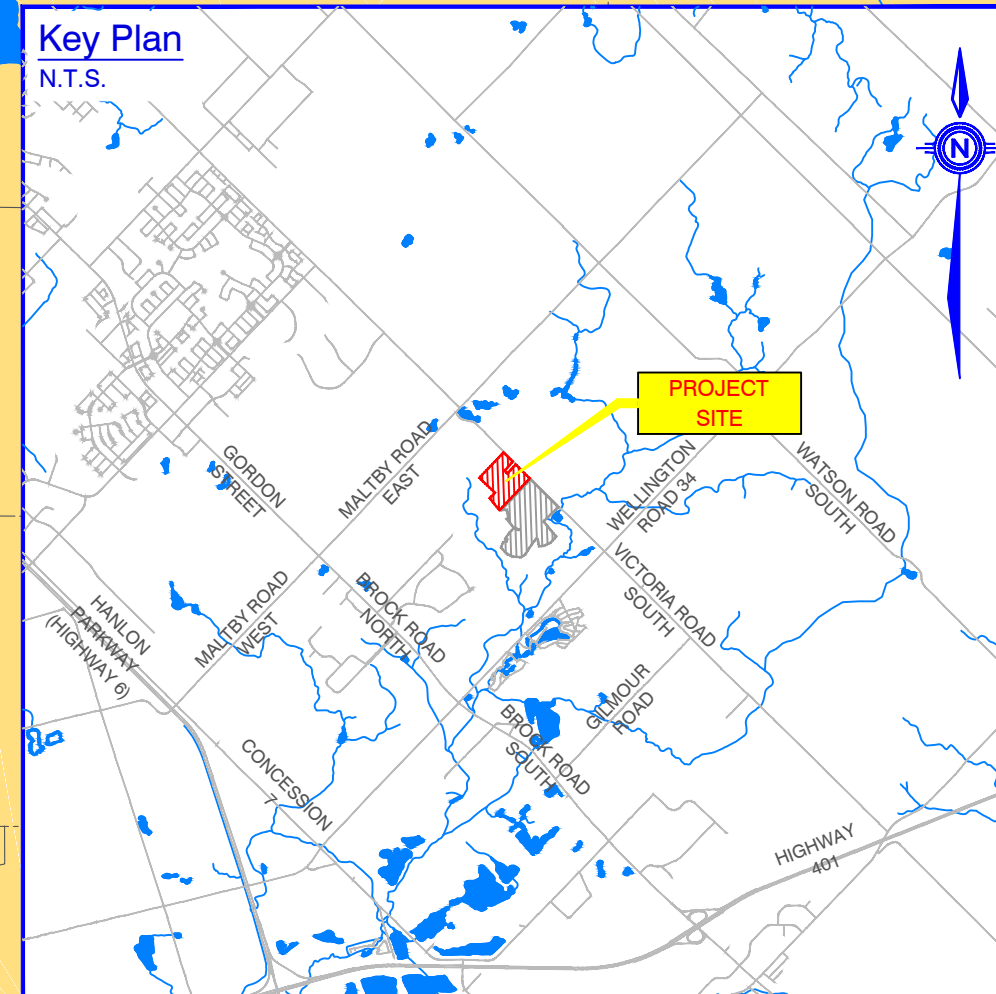 Key Plan
N.T.S.
N
PROJECT
SITE
GORDON
STREET
MALTBY ROAD
EAST
WELLINGTON
ROAD 34
WATSON ROAD
SOUTH
HANLON
PARKWAY
(HIGHWAY 6)
MALTBY ROAD
WEST
BROCK ROAD
NORTH
VICTORIA ROAD
SOUTH
GILMOUR
ROAD
BROCK ROAD
SOUTH
CONCESSION
7
HIGHWAY
401